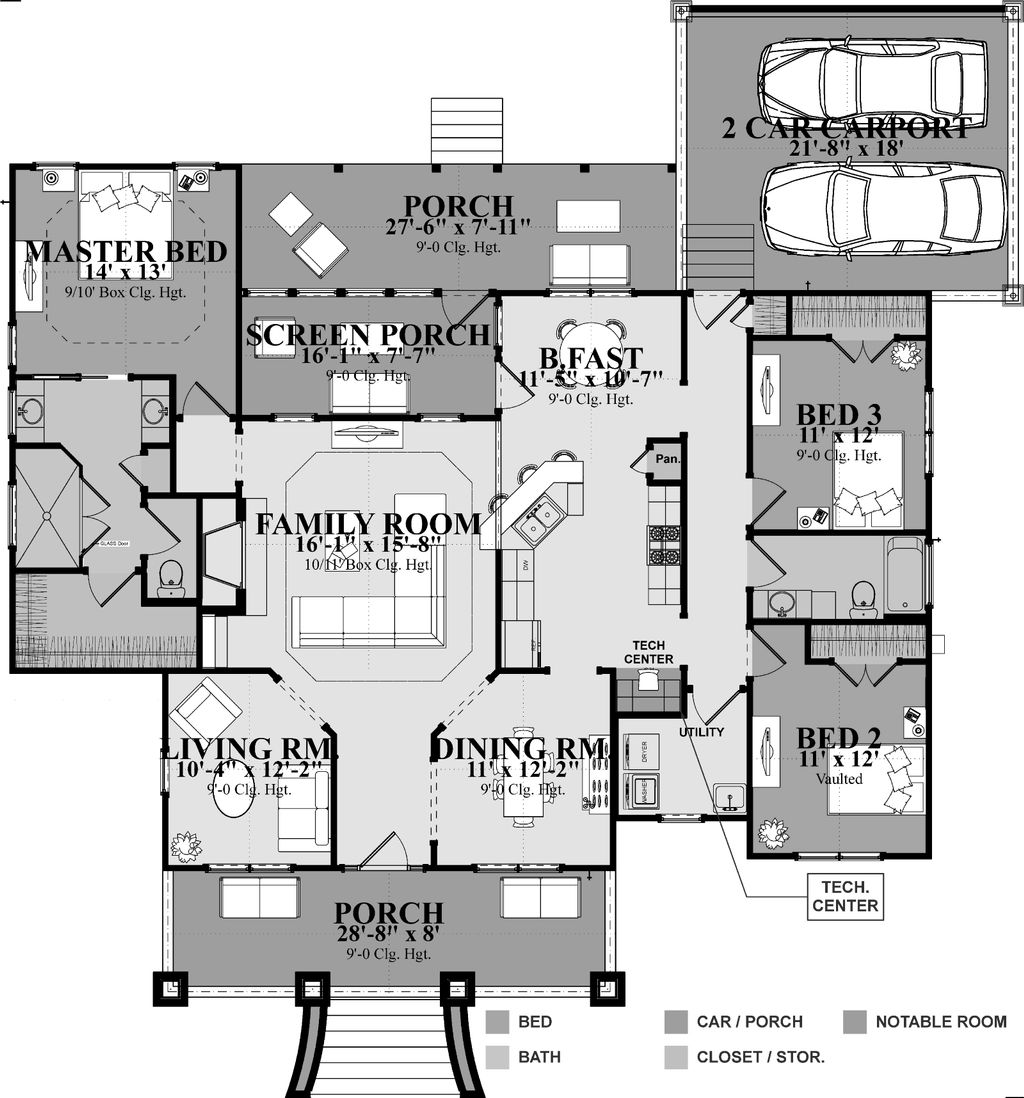 2 CAR CARPORT
21'-8" x 18'
PORCH
27'-6" x 7'-11"
9'-0 Clg. Hgt.
MASTER BED
14' x 13'
9/10' Box Clg. Hgt.
SCREEN PORCH
16'-1" x 7'-7"
9'-0 Clg. Hgt.
B.FAST
11'-5" x 10'-7"
9'-0 Clg. Hgt.
BED 3
11' x 12'
9'-0 Clg. Hgt.
Pan.
FAMILY ROOM
16'-1" x 15'-8"
10/11' Box Clg. Hgt.
GLASS Door
DW
REF
TECH
CENTER
LIVING RM.
10'-4" x 12'-2"
9'-0 Clg. Hgt.
DINING RM.
11' x 12'-2"
9'-0 Clg. Hgt.
UTILITY
DRYER
WASHER
BED 2
11' x 12'
Vaulted
TECH.
CENTER
PORCH
28'-8" x 8'
9'-0 Clg. Hgt.
BED
CAR / PORCH
NOTABLE ROOM
BATH
CLOSET / STOR.